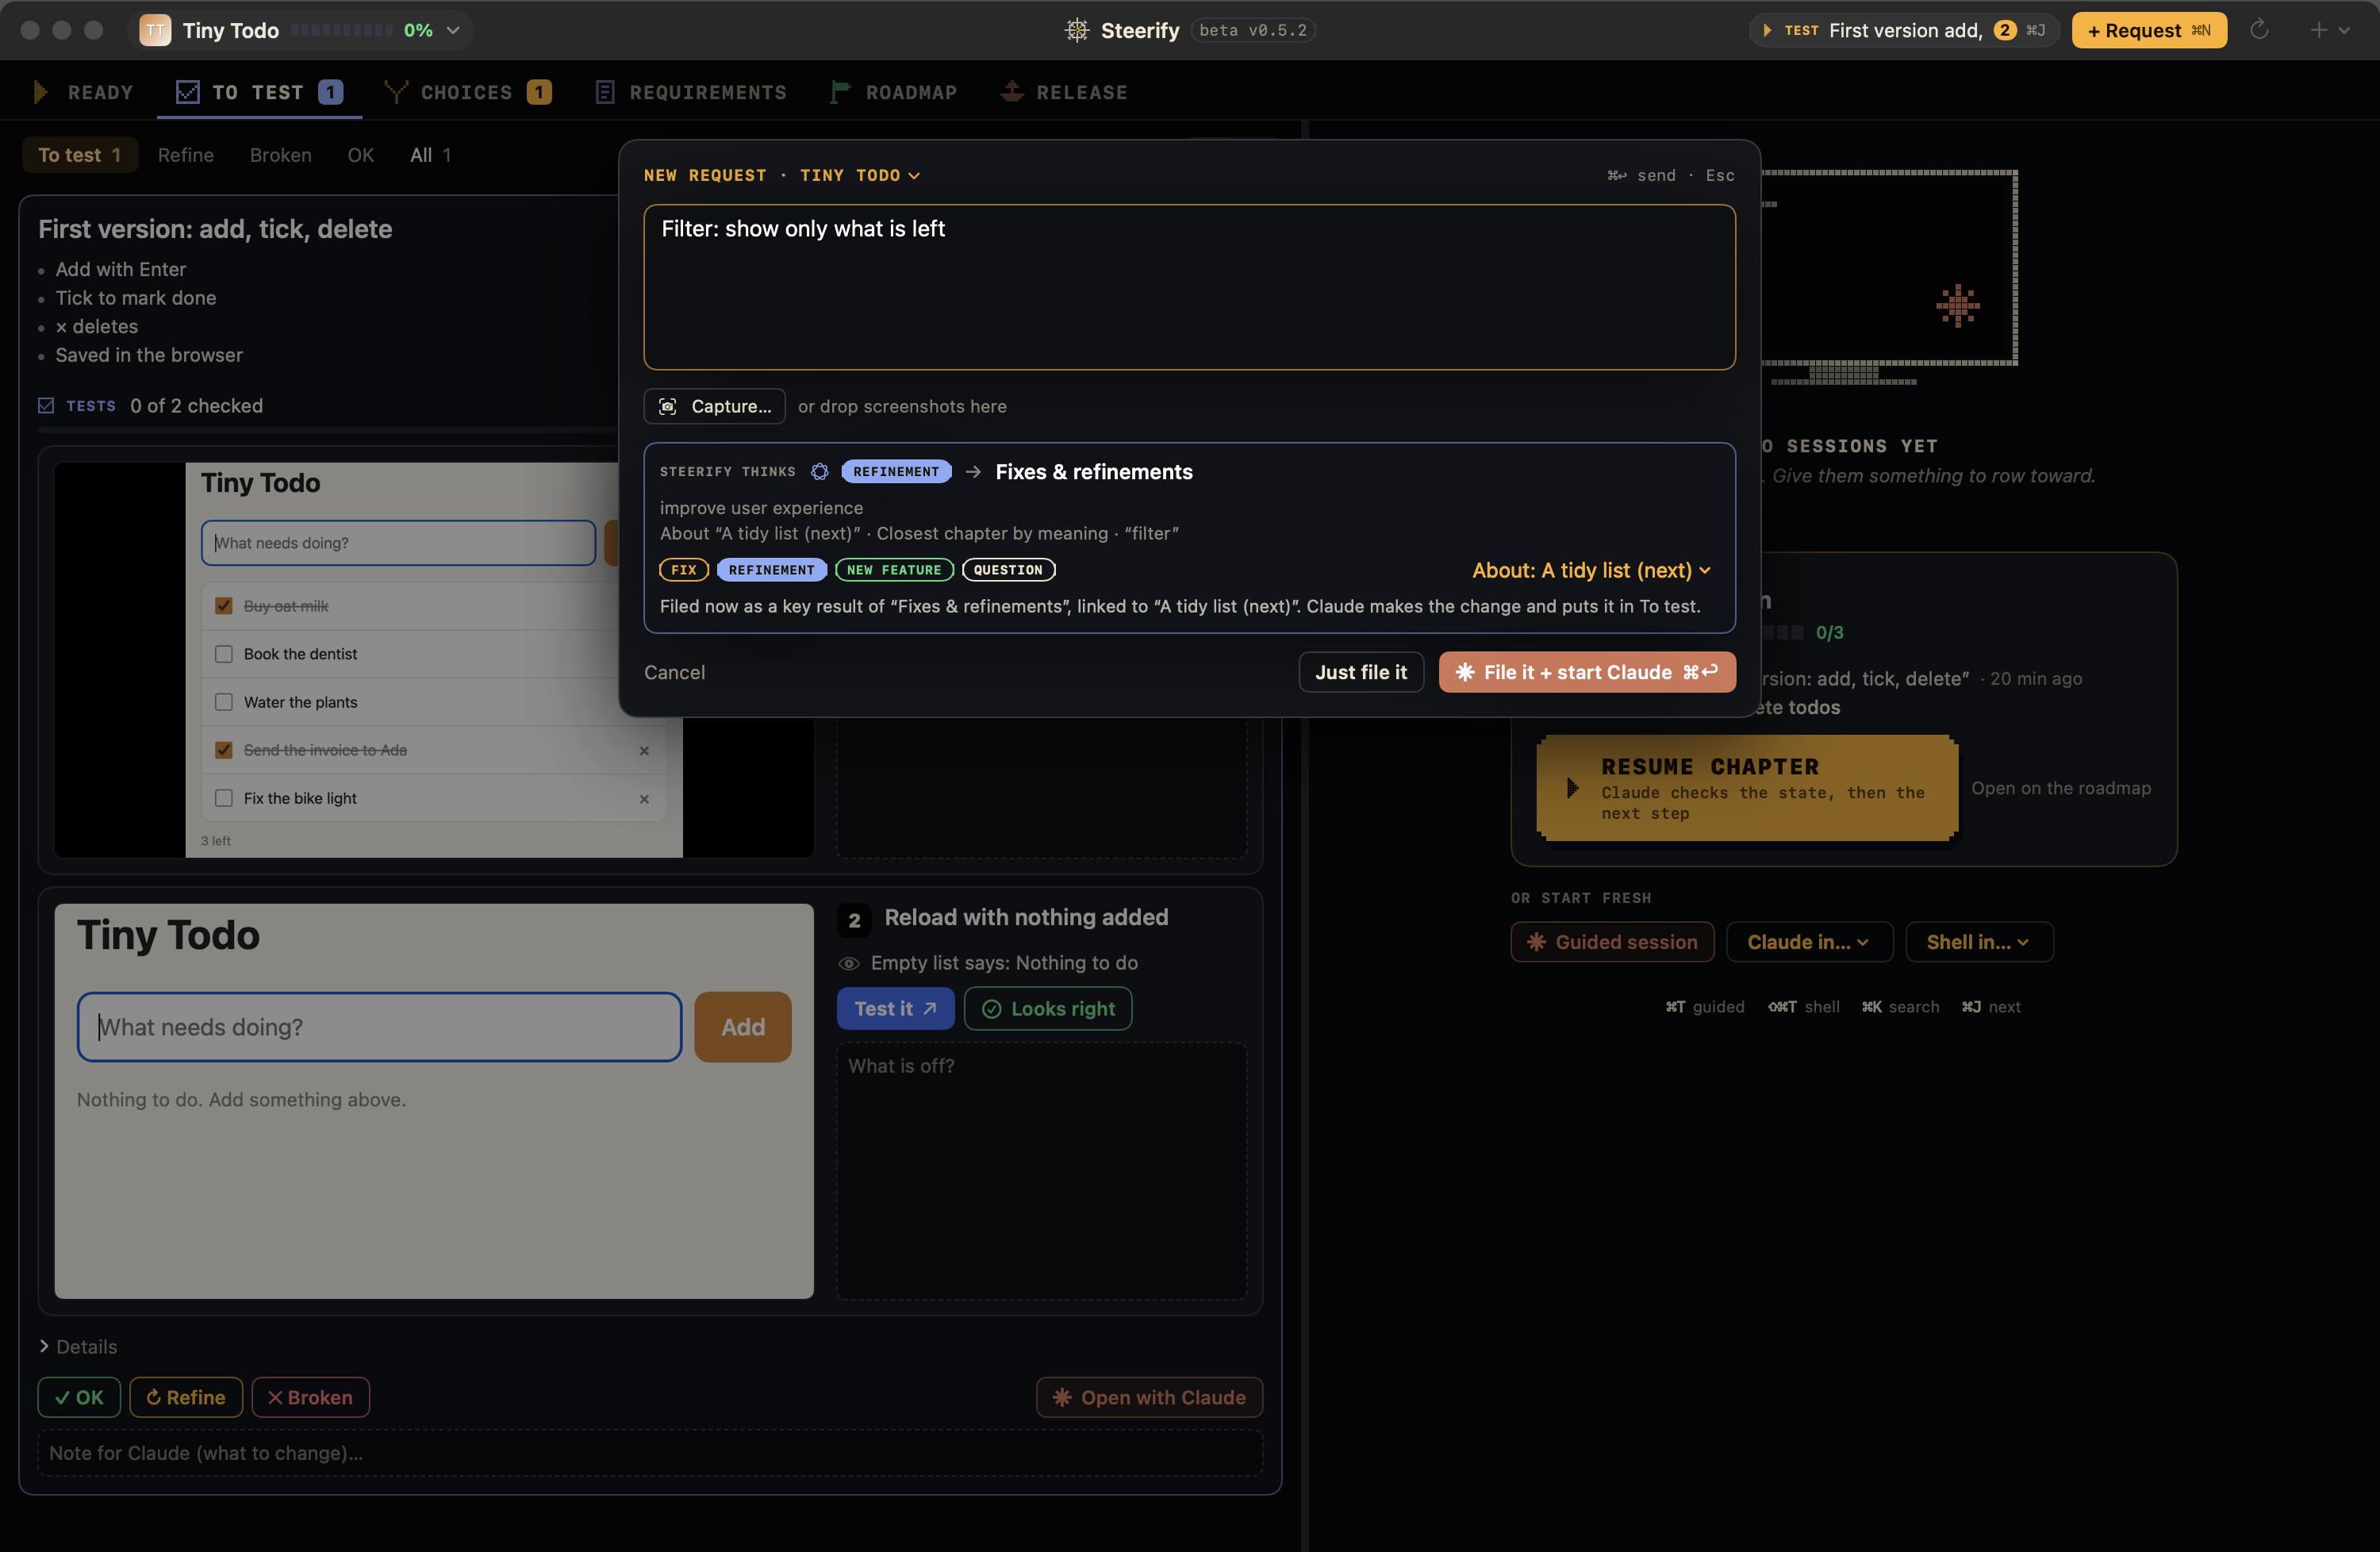 TT Tiny Todo 0%
Steerify beta v0.5.2
TEST First version add, 2 ⌘J
+ Request ⌘N
READY
TO TEST 1
CHOICES 1
REQUIREMENTS
ROADMAP
RELEASE
To test 1
Refine
Broken
OK
All 1
First version: add, tick, delete
• Add with Enter
• Tick to mark done
• × deletes
• Saved in the browser
TESTS 0 of 2 checked
Tiny Todo
What needs doing?
Buy oat milk
Book the dentist
Water the plants
Send the invoice to Ada ×
Fix the bike light ×
3 left
NEW REQUEST · TINY TODO
⌘↩ send · Esc
Filter: show only what is left
Capture... or drop screenshots here
STEERIFY THINKS REFINEMENT → Fixes & refinements
improve user experience
About “A tidy list (next)” · Closest chapter by meaning · “filter”
FIX REFINEMENT NEW FEATURE QUESTION
About: A tidy list (next)
Filed now as a key result of “Fixes & refinements”, linked to “A tidy list (next)”. Claude makes the change and puts it in To test.
Cancel
Just file it
File it + start Claude ⌘↩
Tiny Todo
What needs doing?
Add
Nothing to do. Add something above.
2 Reload with nothing added
Empty list says: Nothing to do
Test it ↗
Looks right
What is off?
Details
✓ OK
Refine
× Broken
Open with Claude
Note for Claude (what to change)...
SESSIONS YET
. Give them something to row toward.
0/3
add, tick, delete” · 20 min ago
todos
RESUME CHAPTER
Claude checks the state, then the
next step
Open on the roadmap
OR START FRESH
Guided session
Claude in...
Shell in...
⌘T guided ⇧⌘T shell ⌘K search ⌘J next